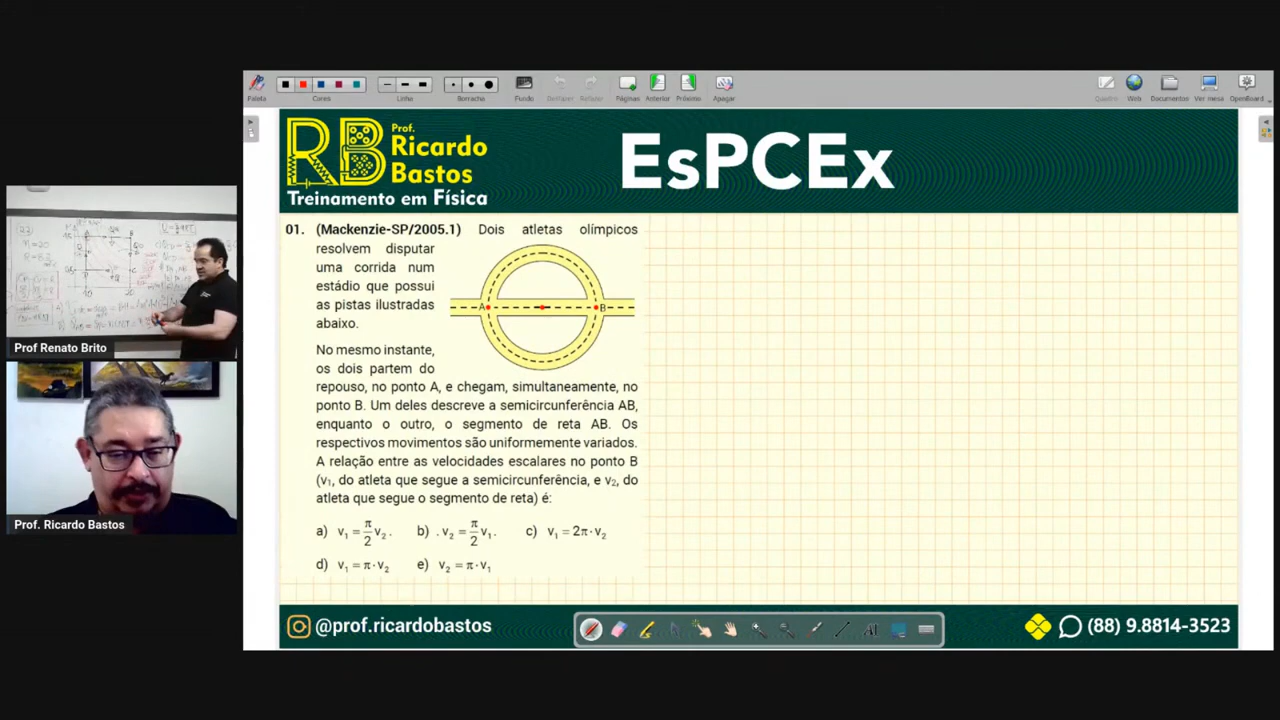 Paleta
Cores
Linha
Borracha
Fundo
Desfazer
Refazer
Páginas
Anterior
Próximo
Apagar
Quadro
Web
Documentos
Ver mesa
OpenBoard
RB
Prof.
Ricardo
Bastos
Treinamento em Física
EsPCEx
Prof Renato Brito
Prof. Ricardo Bastos
01. (Mackenzie-SP/2005.1) Dois atletas olímpicos
resolvem disputar
uma corrida num
estádio que possui
as pistas ilustradas
abaixo.
A
B
No mesmo instante,
os dois partem do
repouso, no ponto A, e chegam, simultaneamente, no
ponto B. Um deles descreve a semicircunferência AB,
enquanto o outro, o segmento de reta AB. Os
respectivos movimentos são uniformemente variados.
A relação entre as velocidades escalares no ponto B
(v₁, do atleta que segue a semicircunferência, e v₂, do
atleta que segue o segmento de reta) é:
a) v₁ = π/2 v₂ . b) . v₂ = π/2 v₁. c) v₁ = 2π · v₂
d) v₁ = π · v₂ e) v₂ = π · v₁
@prof.ricardobastos
(88) 9.8814-3523